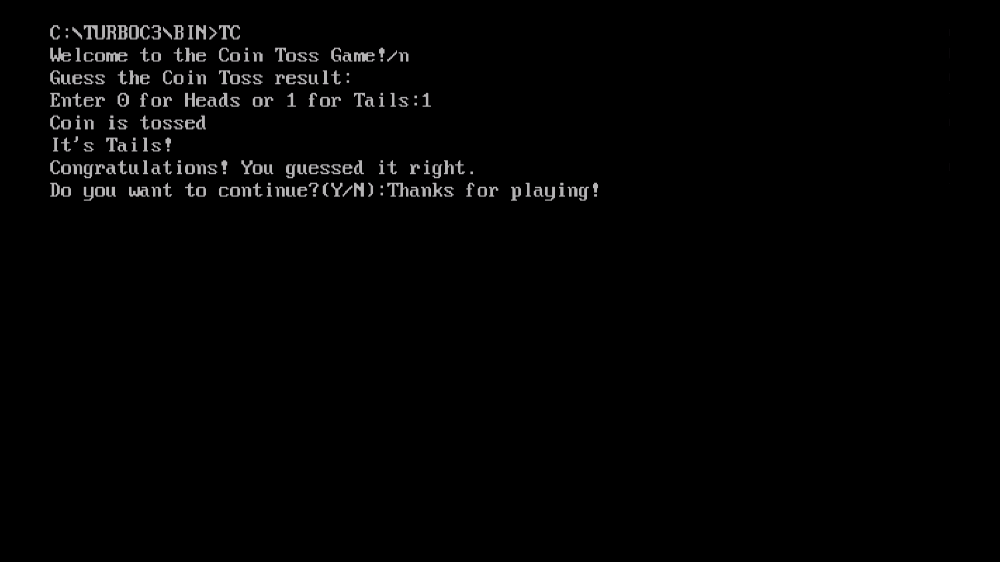 C:\TURBOC3\BIN>TC
Welcome to the Coin Toss Game!/n
Guess the Coin Toss result:
Enter 0 for Heads or 1 for Tails:1
Coin is tossed
It's Tails!
Congratulations! You guessed it right.
Do you want to continue?(Y/N):Thanks for playing!